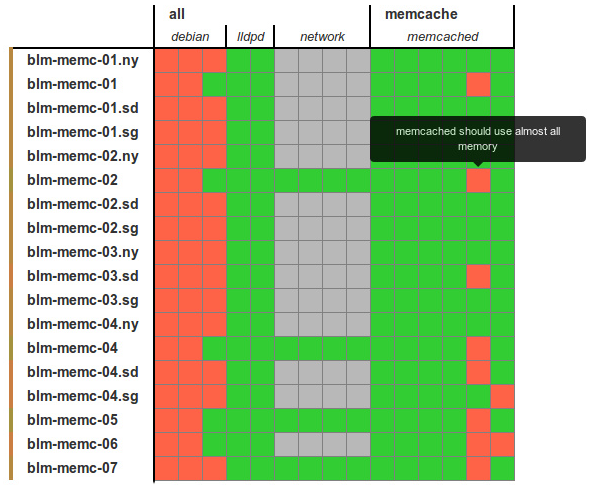 all memcache
debian lldpd network memcached
blm-memc-01.ny
blm-memc-01
blm-memc-01.sd
blm-memc-01.sg
memcached should use almost all
memory
blm-memc-02.ny
blm-memc-02
blm-memc-02.sd
blm-memc-02.sg
blm-memc-03.ny
blm-memc-03.sd
blm-memc-03.sg
blm-memc-04.ny
blm-memc-04
blm-memc-04.sd
blm-memc-04.sg
blm-memc-05
blm-memc-06
blm-memc-07